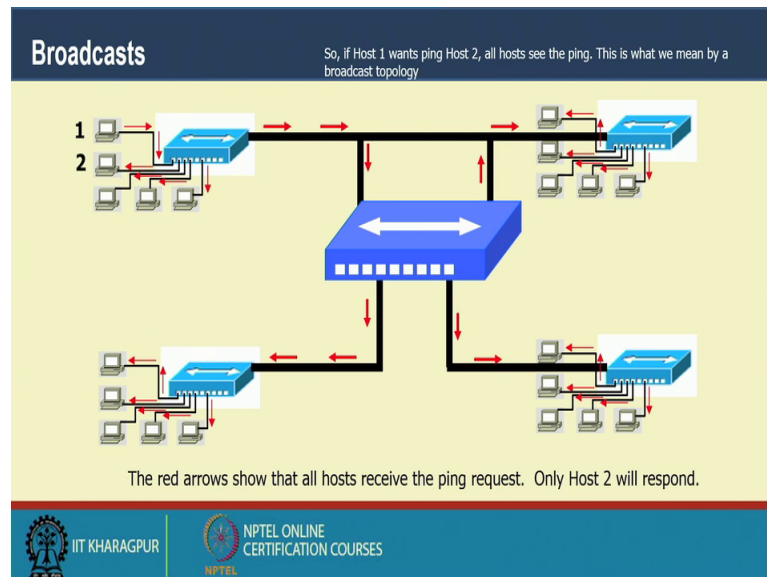 Broadcasts
So, if Host 1 wants ping Host 2, all hosts see the ping. This is what we mean by a
broadcast topology
1
2
The red arrows show that all hosts receive the ping request. Only Host 2 will respond.
IIT KHARAGPUR
NPTEL
NPTEL ONLINE
CERTIFICATION COURSES